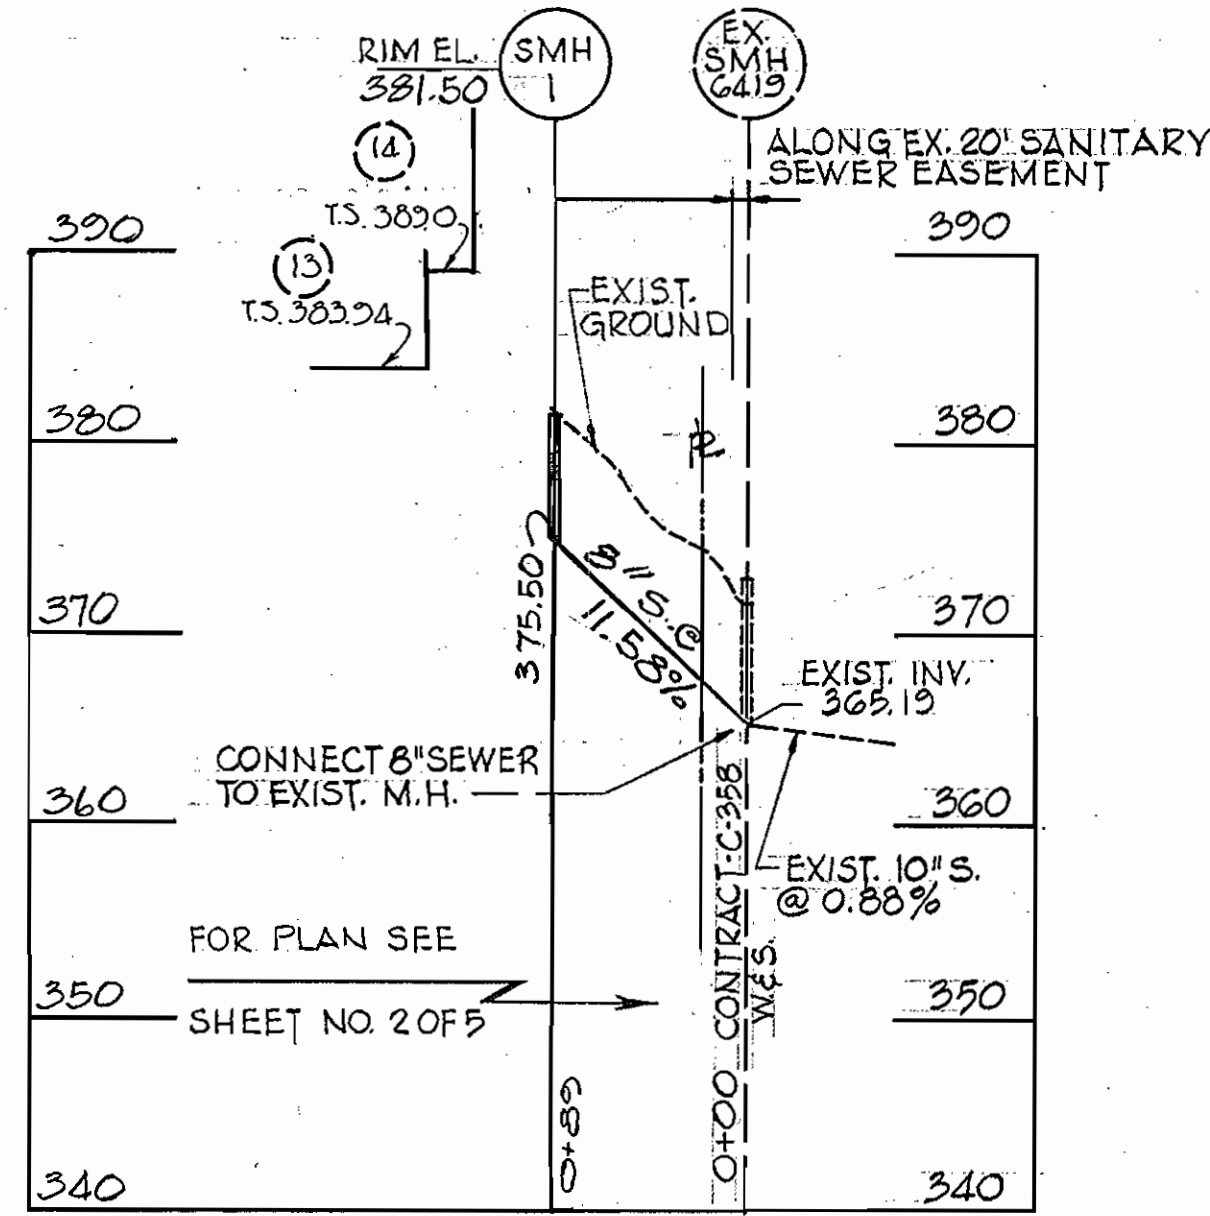 RIM EL.
381.50
SMH
1
EX.
SMH
6419
ALONG EX. 20' SANITARY
SEWER EASEMENT
14
T.S. 389.0
13
T.S. 383.94
390
390
EXIST.
GROUND
380
380
PL
375.50
8" S. @
11.58%
370
370
EXIST. INV.
365.19
CONNECT 8" SEWER
TO EXIST. M.H.
360
360
EXIST. 10" S.
@ 0.88%
FOR PLAN SEE
SHEET NO. 2 OF 5
350
350
0+89
0+00 CONTRACT-C-358
W.&S.
340
340